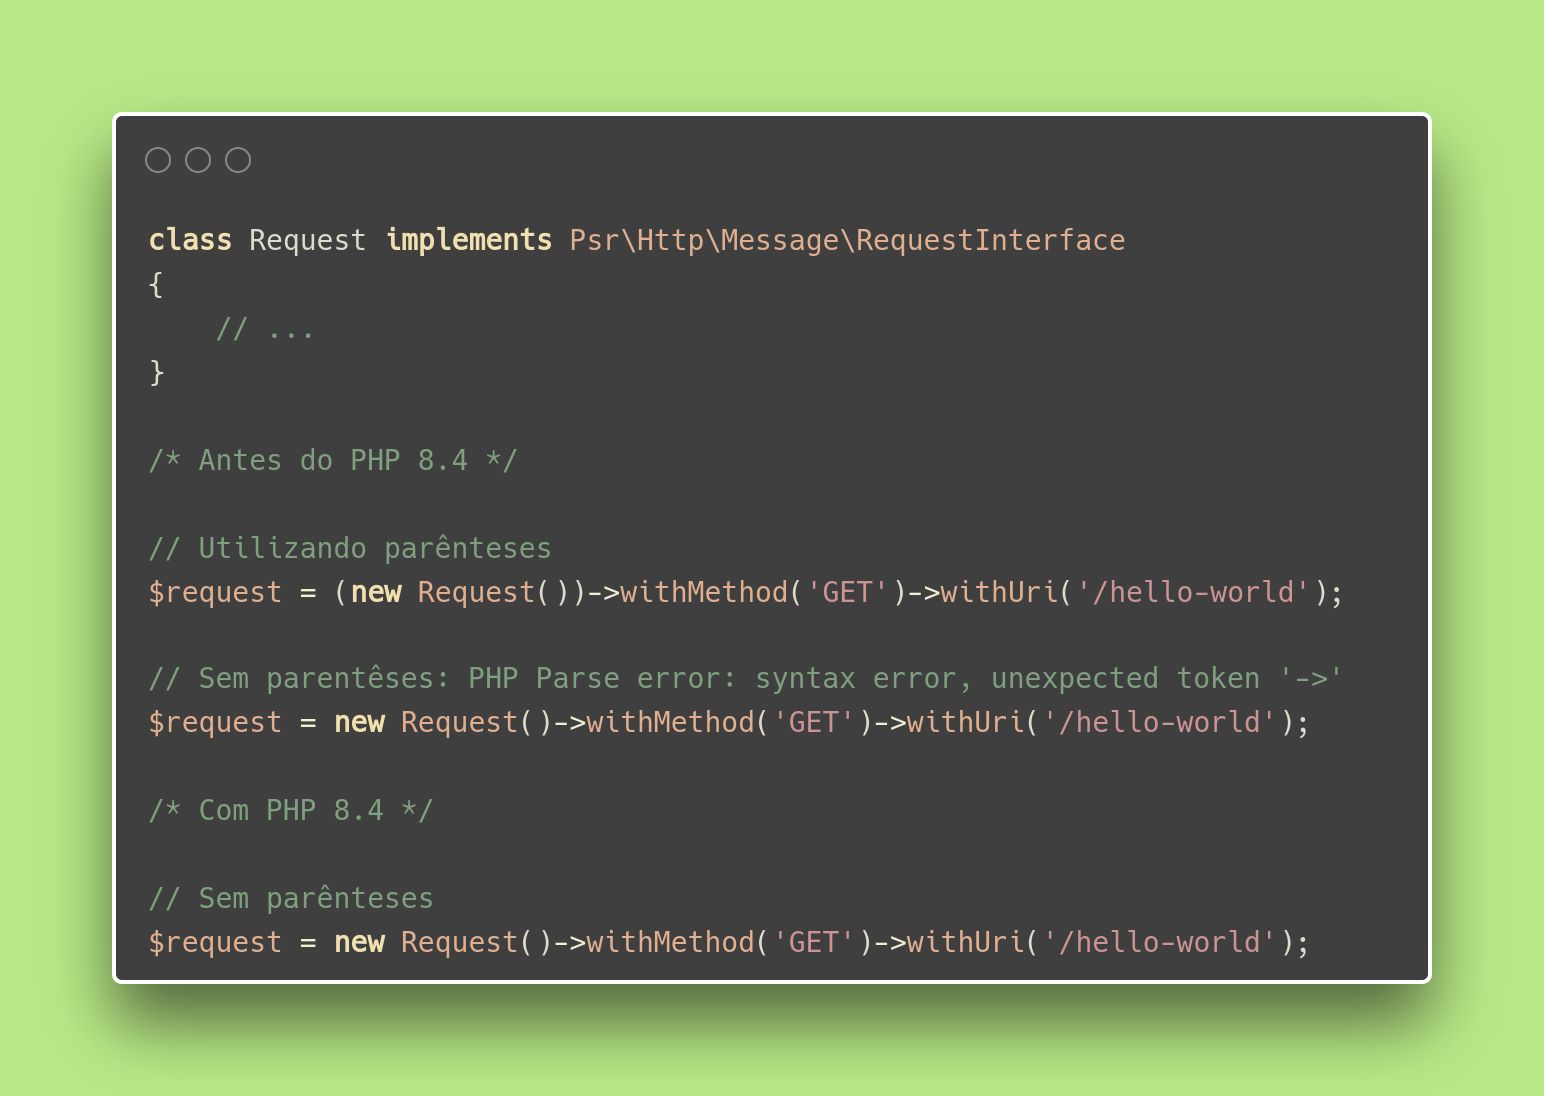 class Request implements Psr\Http\Message\RequestInterface
{
    // ...
}
/* Antes do PHP 8.4 */
// Utilizando parênteses
$request = (new Request())->withMethod('GET')->withUri('/hello-world');
// Sem parentêses: PHP Parse error: syntax error, unexpected token '->'
$request = new Request()->withMethod('GET')->withUri('/hello-world');
/* Com PHP 8.4 */
// Sem parênteses
$request = new Request()->withMethod('GET')->withUri('/hello-world');